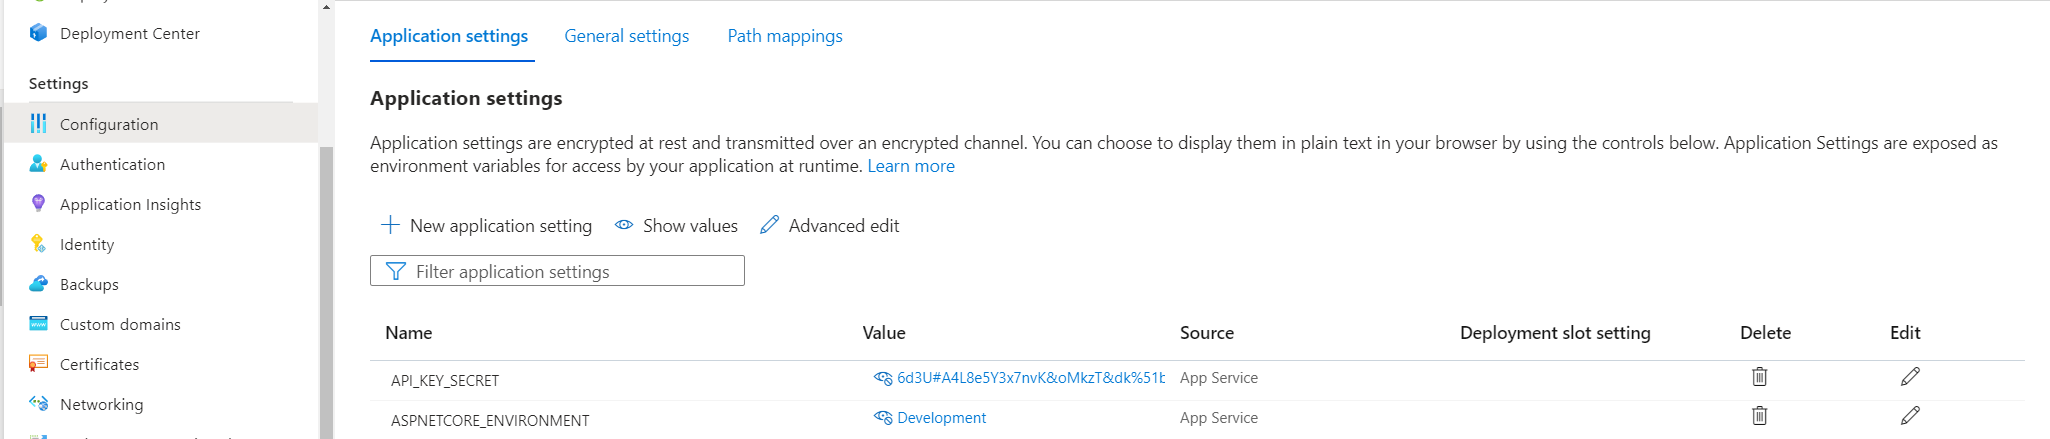 Deployment Center
Settings
Configuration
Authentication
Application Insights
Identity
Backups
Custom domains
Certificates
Networking
Application settings General settings Path mappings
Application settings
Application settings are encrypted at rest and transmitted over an encrypted channel. You can choose to display them in plain text in your browser by using the controls below. Application Settings are exposed as
environment variables for access by your application at runtime. Learn more
New application setting Show values Advanced edit
Filter application settings
Name Value Source Deployment slot setting Delete Edit
API_KEY_SECRET 6d3U#A4L8e5Y3x7nvK&oMkzT&dk%51b App Service
ASPNETCORE_ENVIRONMENT Development App Service